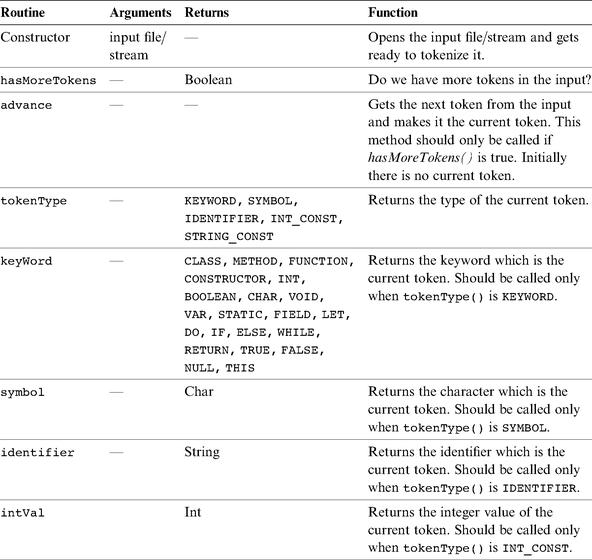 Routine Arguments Returns Function
Constructor input file/ — Opens the input file/stream and gets
stream ready to tokenize it.
hasMoreTokens — Boolean Do we have more tokens in the input?
advance — — Gets the next token from the input
and makes it the current token. This
method should only be called if
hasMoreTokens() is true. Initially
there is no current token.
tokenType — KEYWORD, SYMBOL, Returns the type of the current token.
IDENTIFIER, INT_CONST,
STRING_CONST
keyWord — CLASS, METHOD, FUNCTION, Returns the keyword which is the
CONSTRUCTOR, INT, current token. Should be called only
BOOLEAN, CHAR, VOID, when tokenType() is KEYWORD.
VAR, STATIC, FIELD, LET,
DO, IF, ELSE, WHILE,
RETURN, TRUE, FALSE,
NULL, THIS
symbol — Char Returns the character which is the
current token. Should be called only
when tokenType() is SYMBOL.
identifier — String Returns the identifier which is the
current token. Should be called only
when tokenType() is IDENTIFIER.
intVal Int Returns the integer value of the
current token. Should be called only
when tokenType() is INT_CONST.